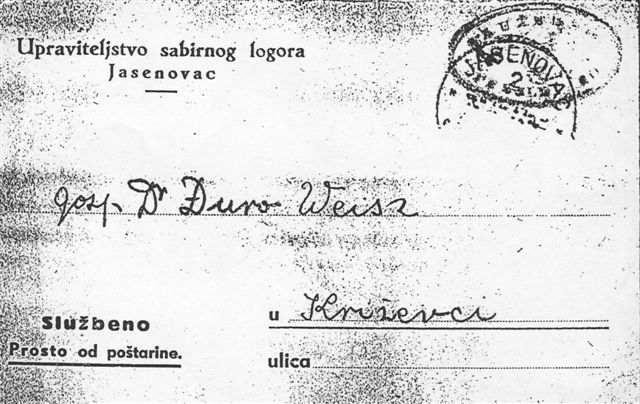 Upraviteljstvo sabirnog logora
Jasenovac
JASENOVAC
2
gosp. Dr Đuro Weisz
u Križevci
Službeno
Prosto od poštarine.
ulica